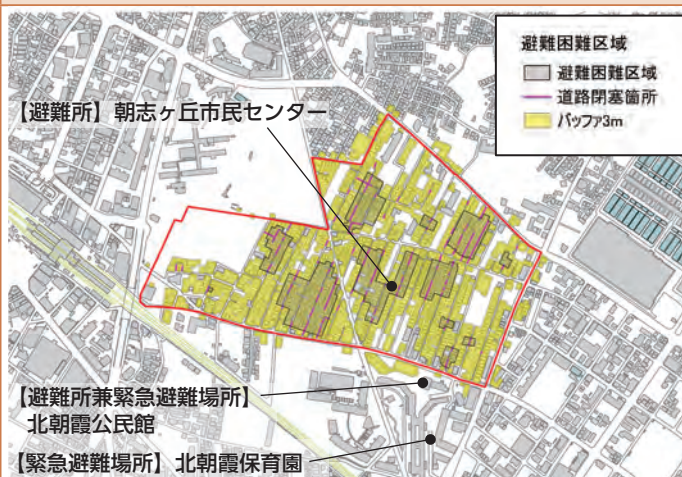 避難困難区域
避難困難区域
道路閉塞箇所
バッファ3m
【避難所】朝志ヶ丘市民センター
【避難所兼緊急避難場所】
北朝霞公民館
【緊急避難場所】北朝霞保育園